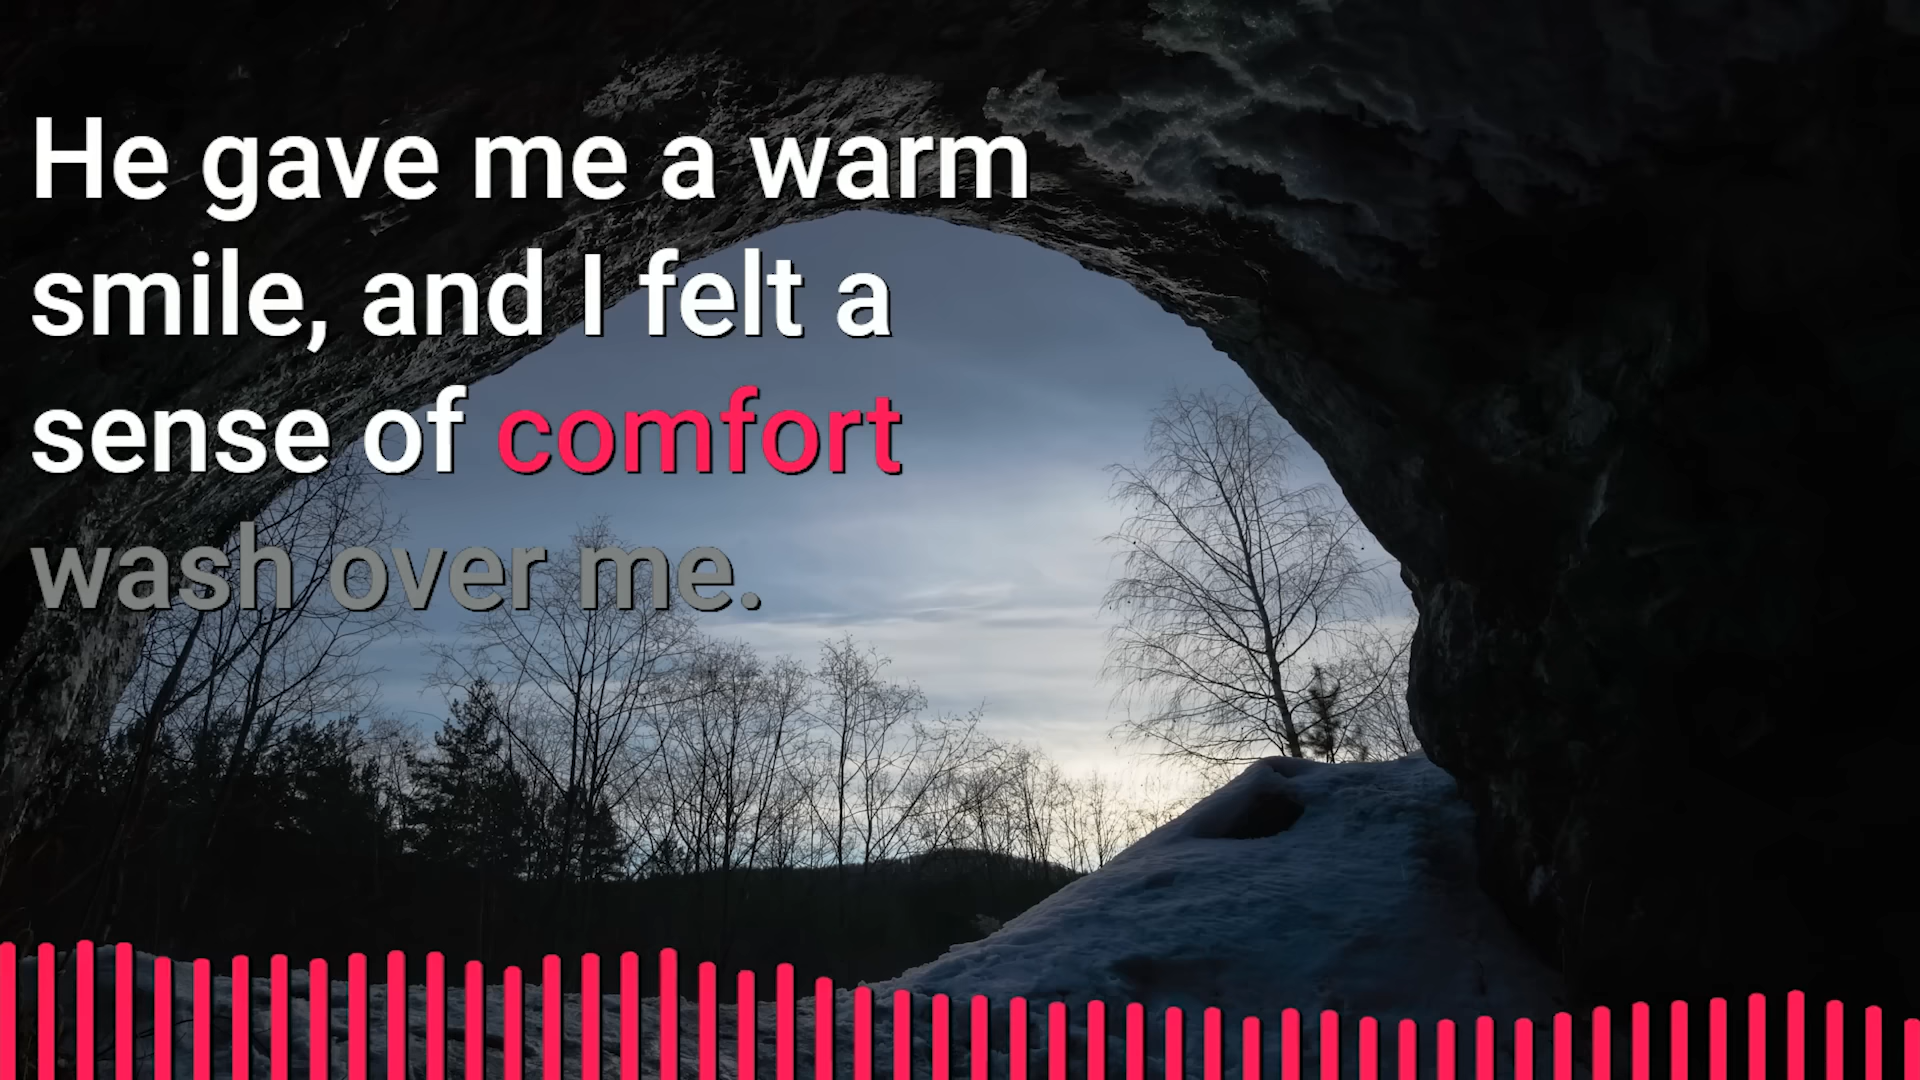 He gave me a warm
smile, and I felt a
sense of comfort
wash over me.